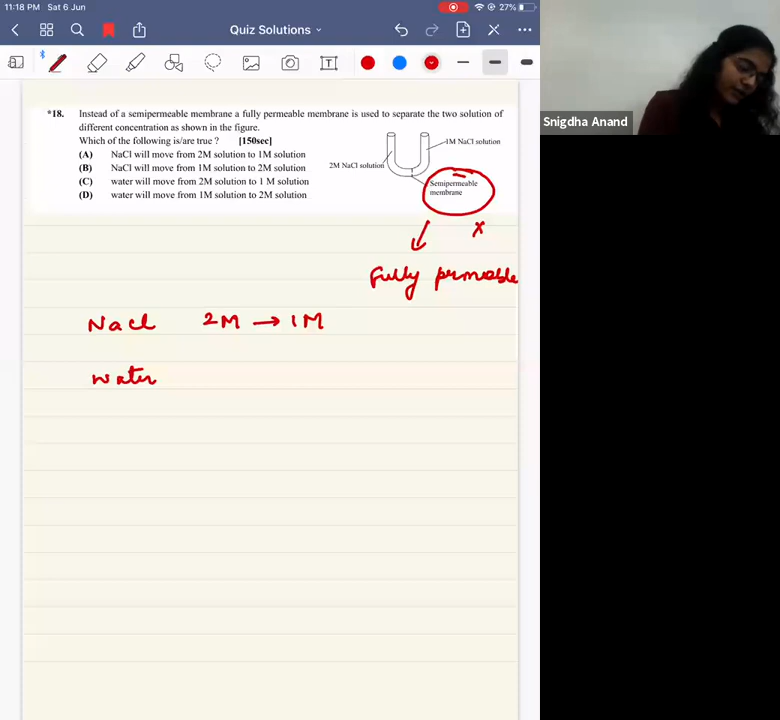 11:18 PM Sat 6 Jun
27%
Quiz Solutions
T
Snigdha Anand
*18. Instead of a semipermeable membrane a fully permeable membrane is used to separate the two solution of
different concentration as shown in the figure.
Which of the following is/are true ? [150sec]
(A) NaCl will move from 2M solution to 1M solution
(B) NaCl will move from 1M solution to 2M solution
(C) water will move from 2M solution to 1 M solution
(D) water will move from 1M solution to 2M solution
1M NaCl solution
2M NaCl solution
Semipermeable
membrane
x
Fully permeable
NaCl 2M → 1M
water